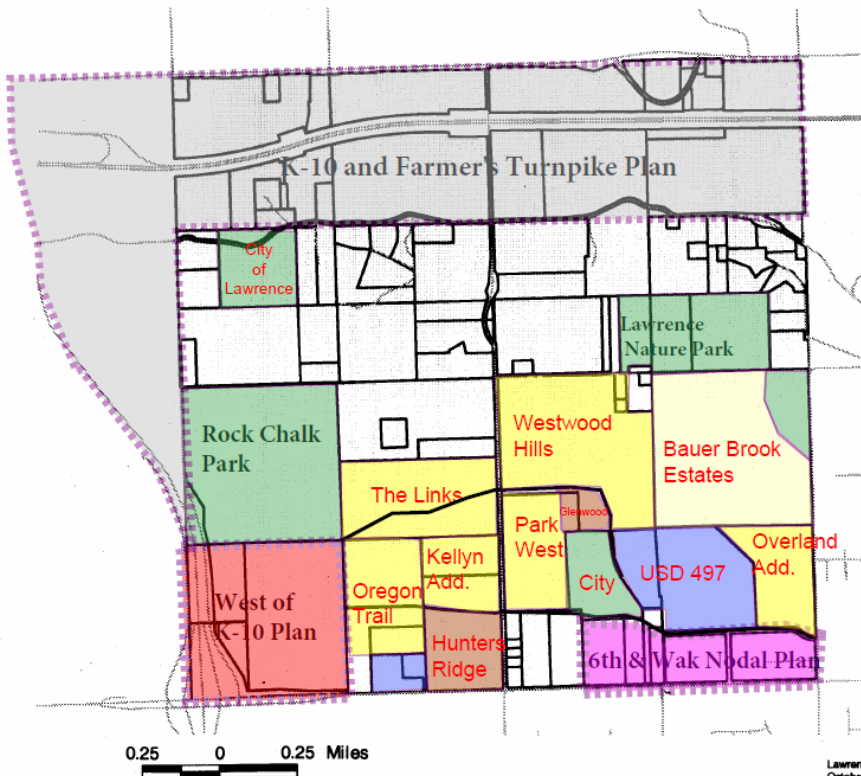 K-10 and Farmer's Turnpike Plan
City
of
Lawrence
Lawrence
Nature Park
Rock Chalk
Park
Westwood
Hills
Bauer Brook
Estates
The Links
Glenwood
Park
West
Kellyn
Add.
Oregon
Trail
City
USD 497
Overland
Add.
West of
K-10 Plan
Hunters
Ridge
6th & Wak Nodal Plan
0.25 0 0.25 Miles